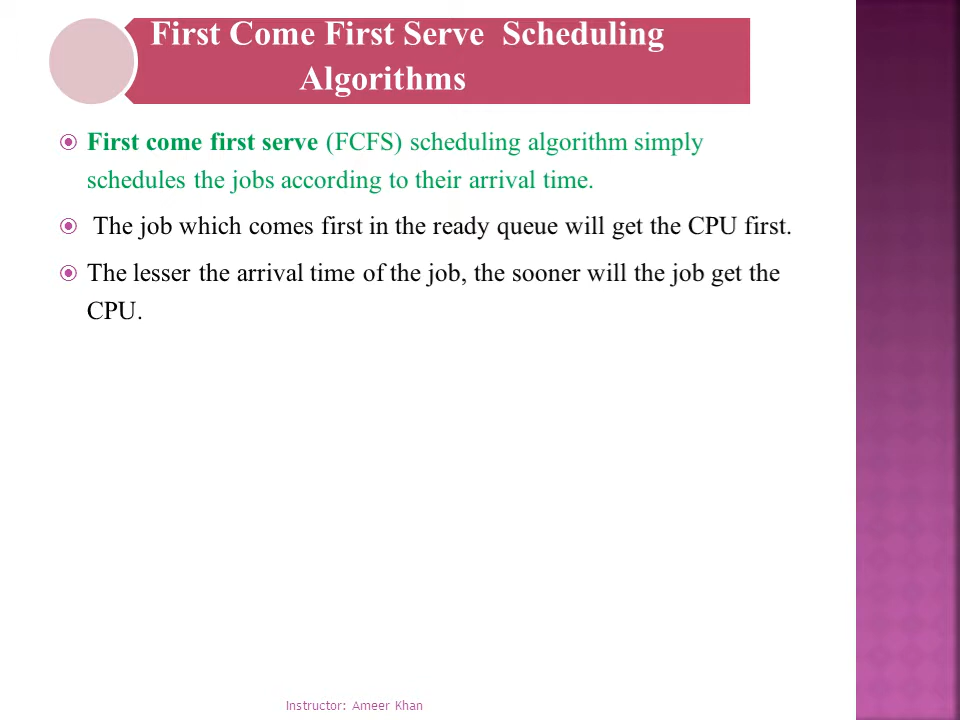 First Come First Serve  Scheduling
Algorithms
First come first serve (FCFS) scheduling algorithm simply
schedules the jobs according to their arrival time.
The job which comes first in the ready queue will get the CPU first.
The lesser the arrival time of the job, the sooner will the job get the
CPU.
Instructor: Ameer Khan